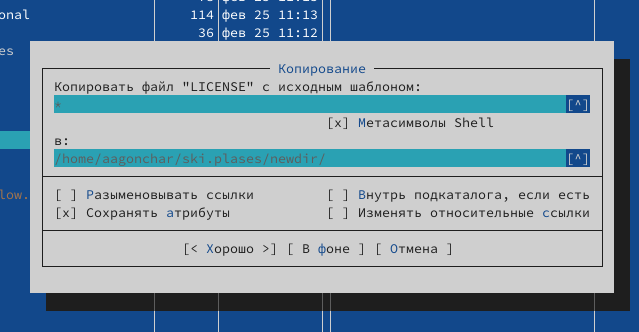 onal
114 фев 25 11:13
36 фев 25 11:12
es
Копирование
Копировать файл "LICENSE" с исходным шаблоном:
* [^]
[x] Метасимволы Shell
в:
/home/aagonchar/ski.plases/newdir/ [^]
low.
[ ] Разыменовывать ссылки [ ] Внутрь подкаталога, если есть
[x] Сохранять атрибуты [ ] Изменять относительные ссылки
[< Хорошо >] [ В фоне ] [ Отмена ]